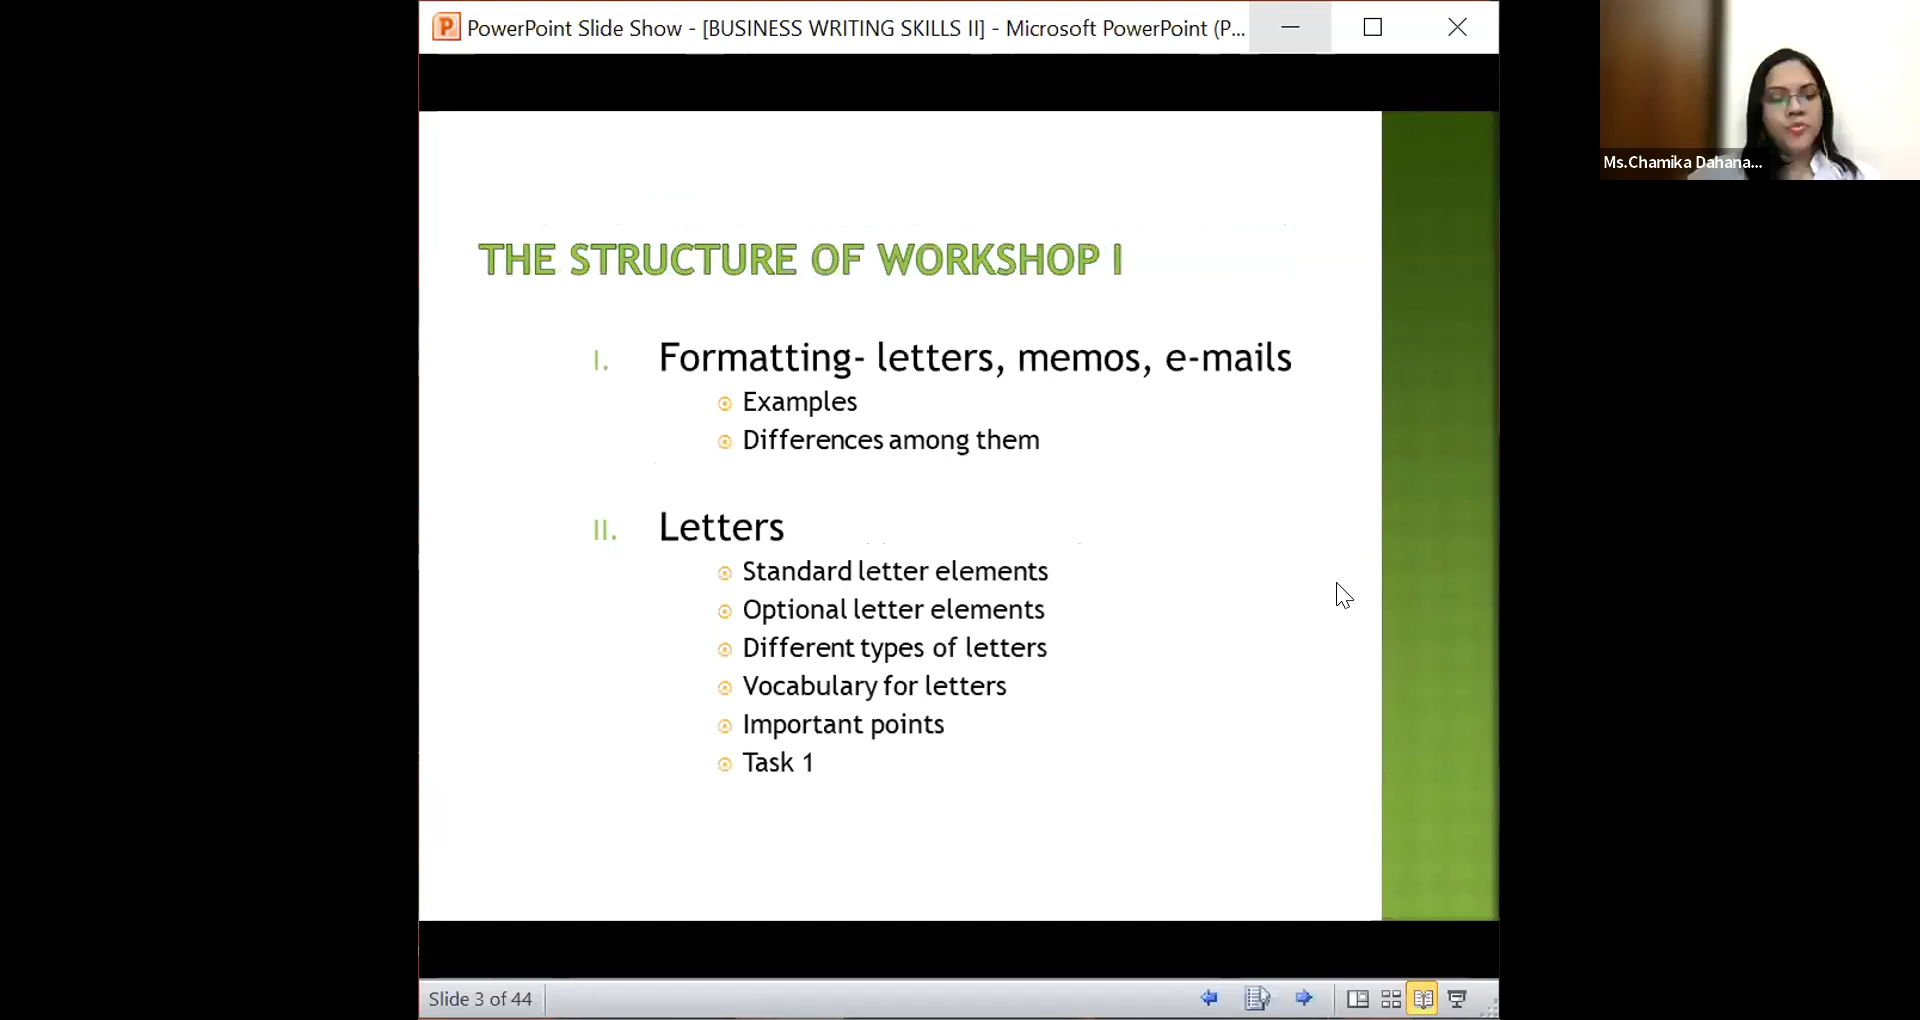 PowerPoint Slide Show - [BUSINESS WRITING SKILLS II] - Microsoft PowerPoint (P...
Ms.Chamika Dahana...
THE STRUCTURE OF WORKSHOP I
I. Formatting- letters, memos, e-mails
Examples
Differences among them
II. Letters
Standard letter elements
Optional letter elements
Different types of letters
Vocabulary for letters
Important points
Task 1
Slide 3 of 44